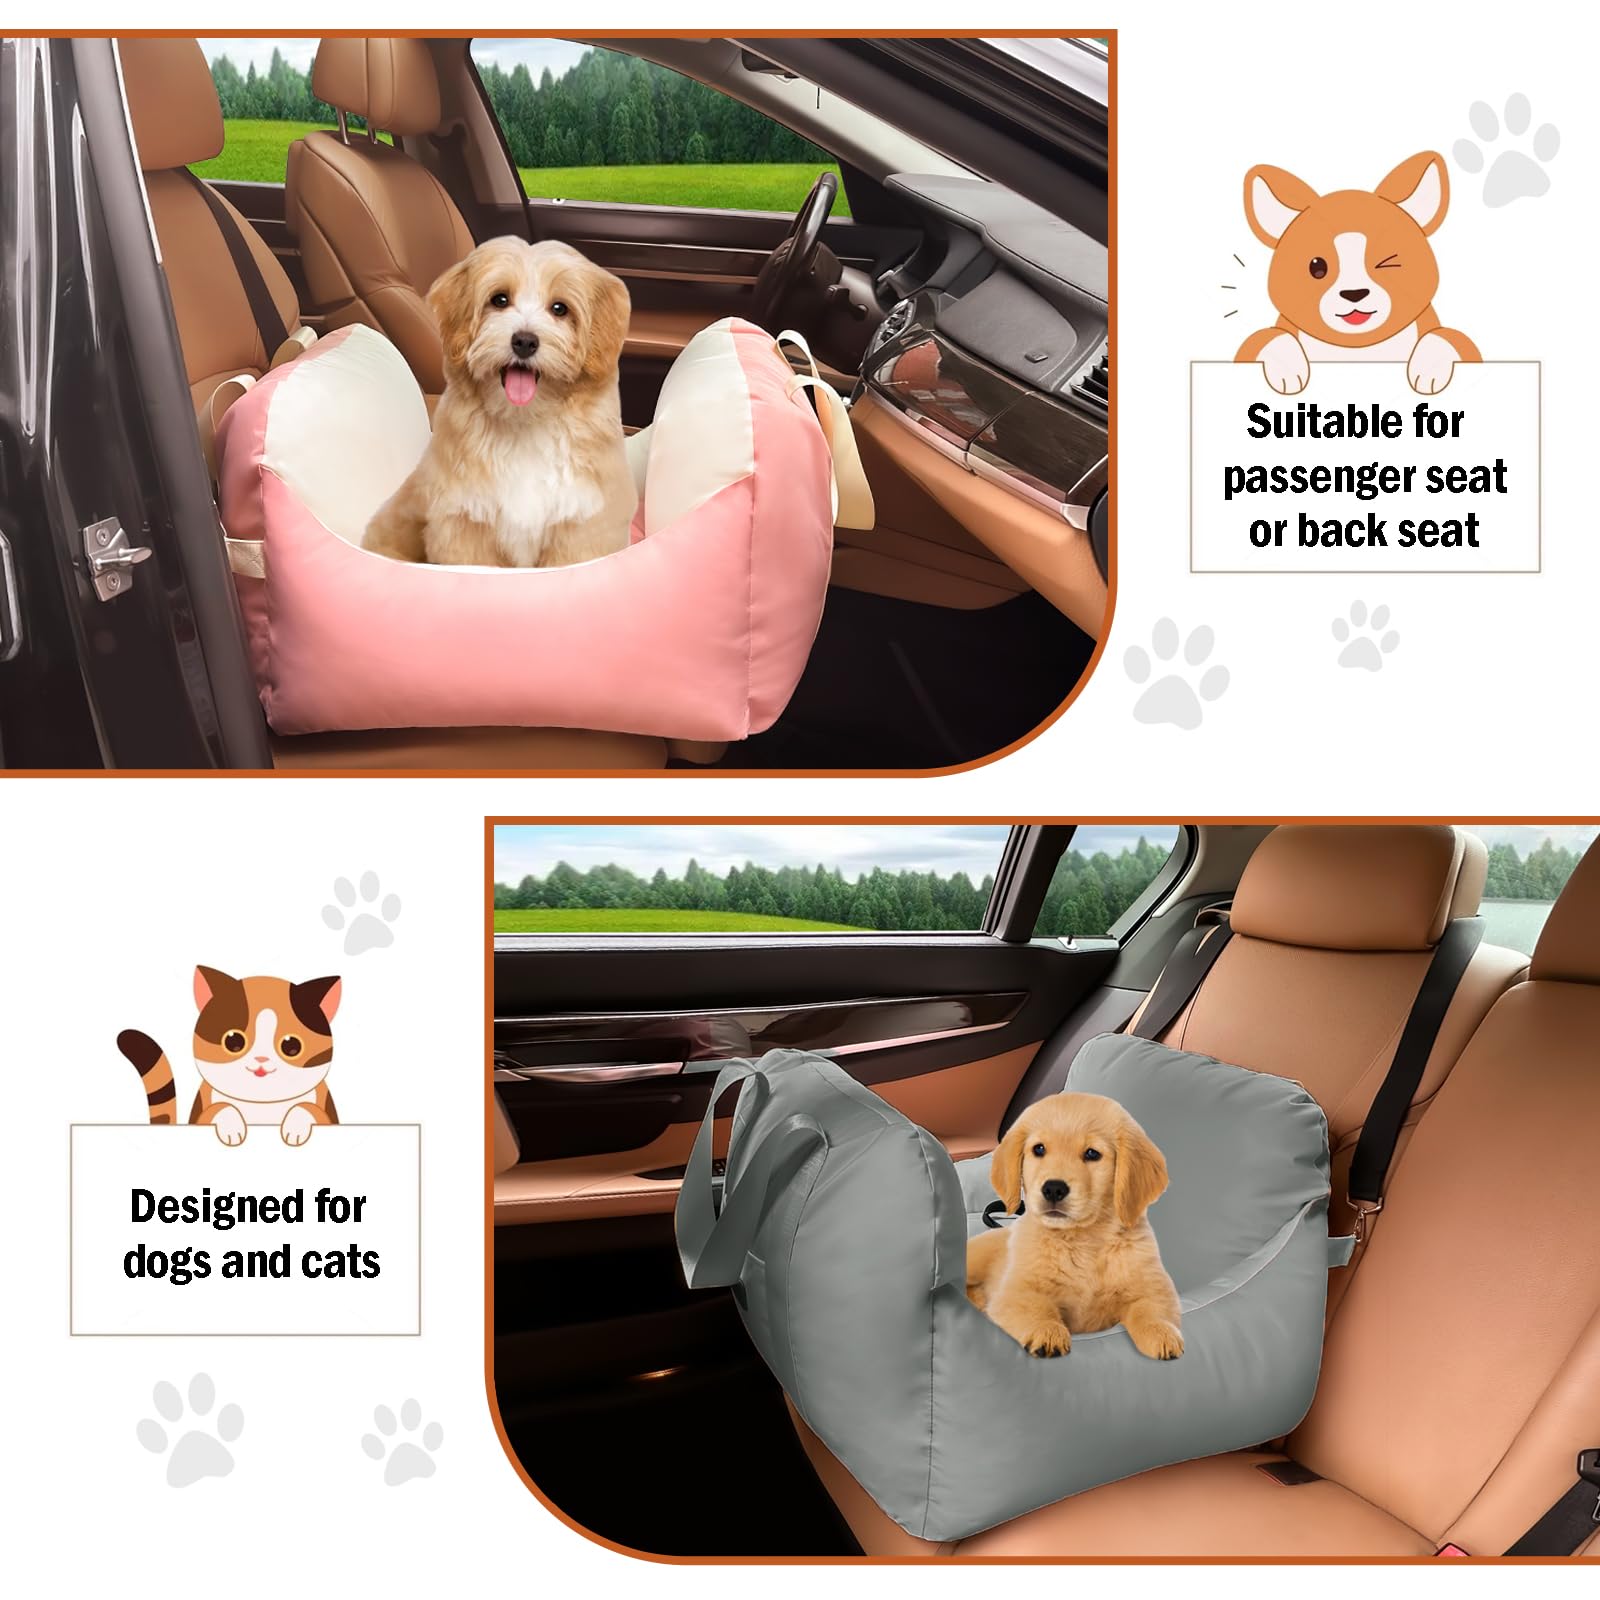 Suitable for
passenger seat
or back seat
Designed for
dogs and cats